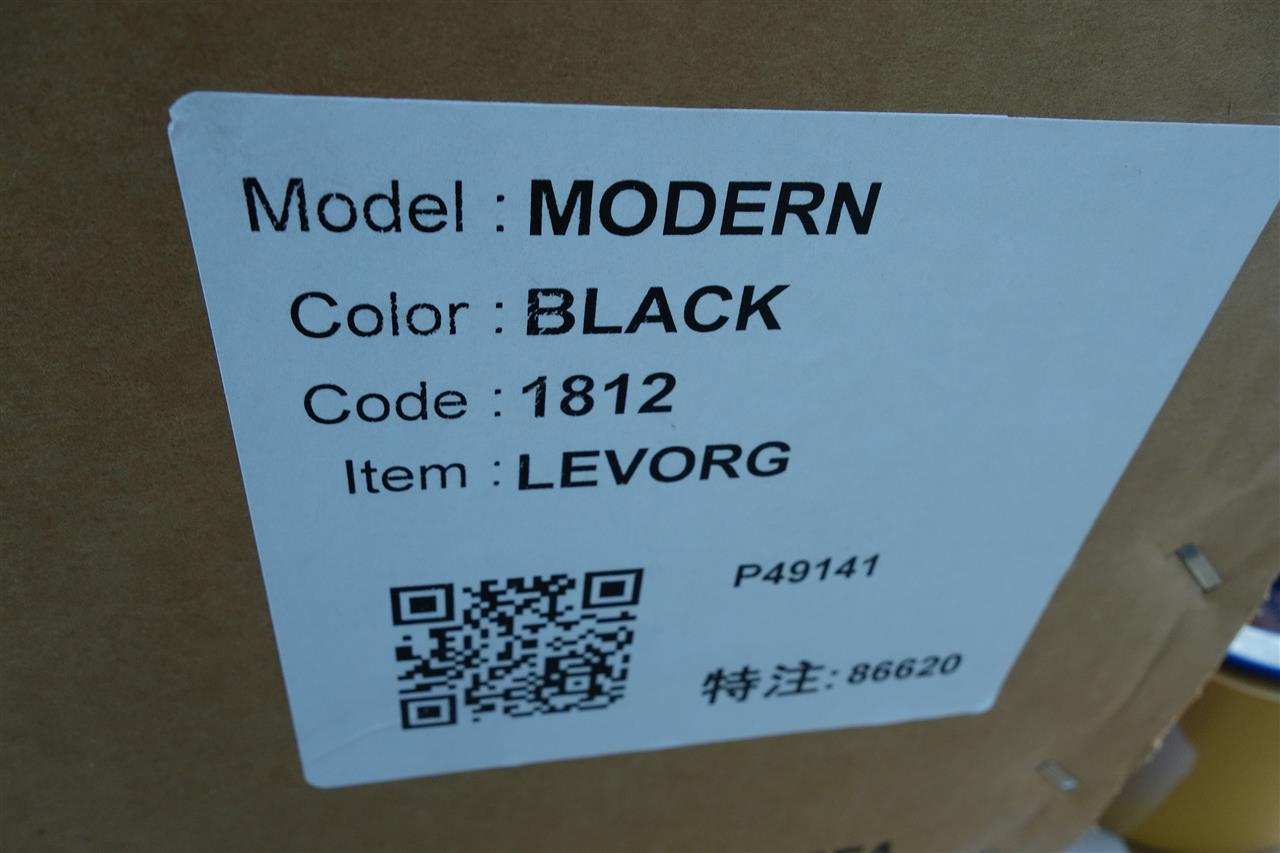 Model : MODERN
Color : BLACK
Code : 1812
Item : LEVORG
P49141
特注: 86620